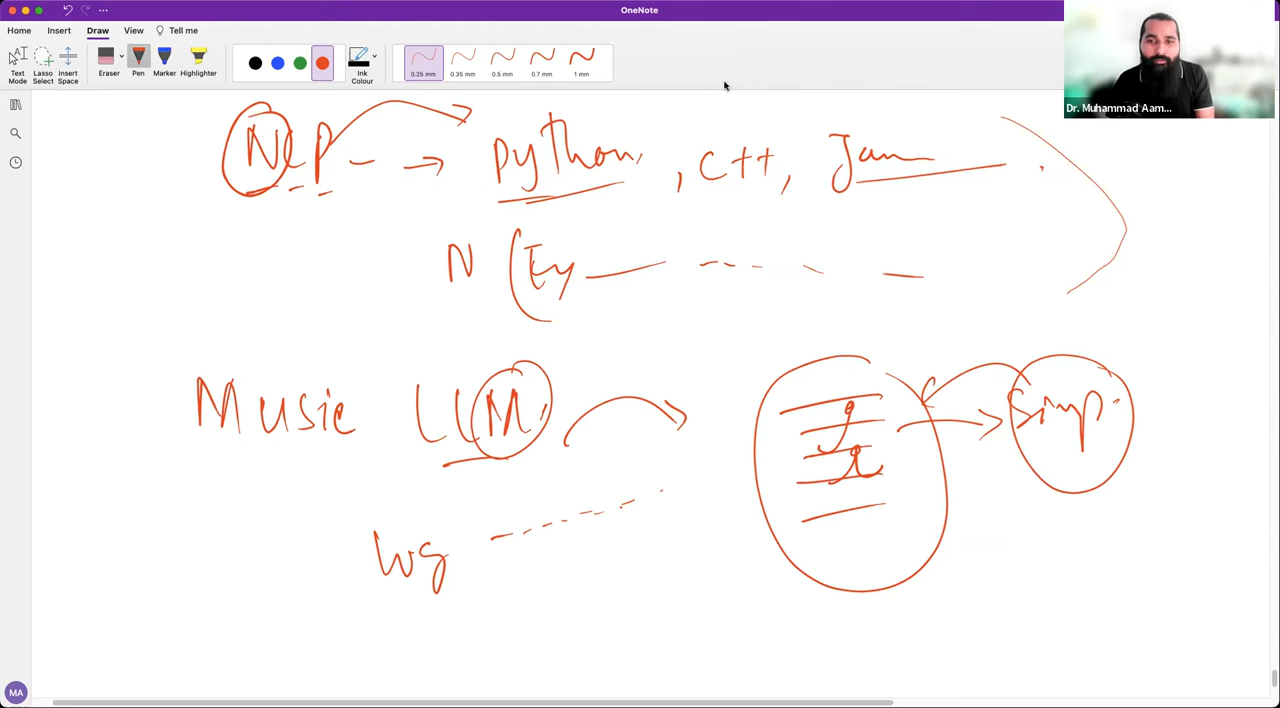 OneNote
Home Insert Draw View Tell me
Text Mode Lasso Select Insert Space Eraser Pen Marker Highlighter Ink Colour 0.25 mm 0.35 mm 0.5 mm 0.7 mm 1 mm
Dr. Muhammad Aam...
NLP - → Python, C++,
N
Music LLM
MA